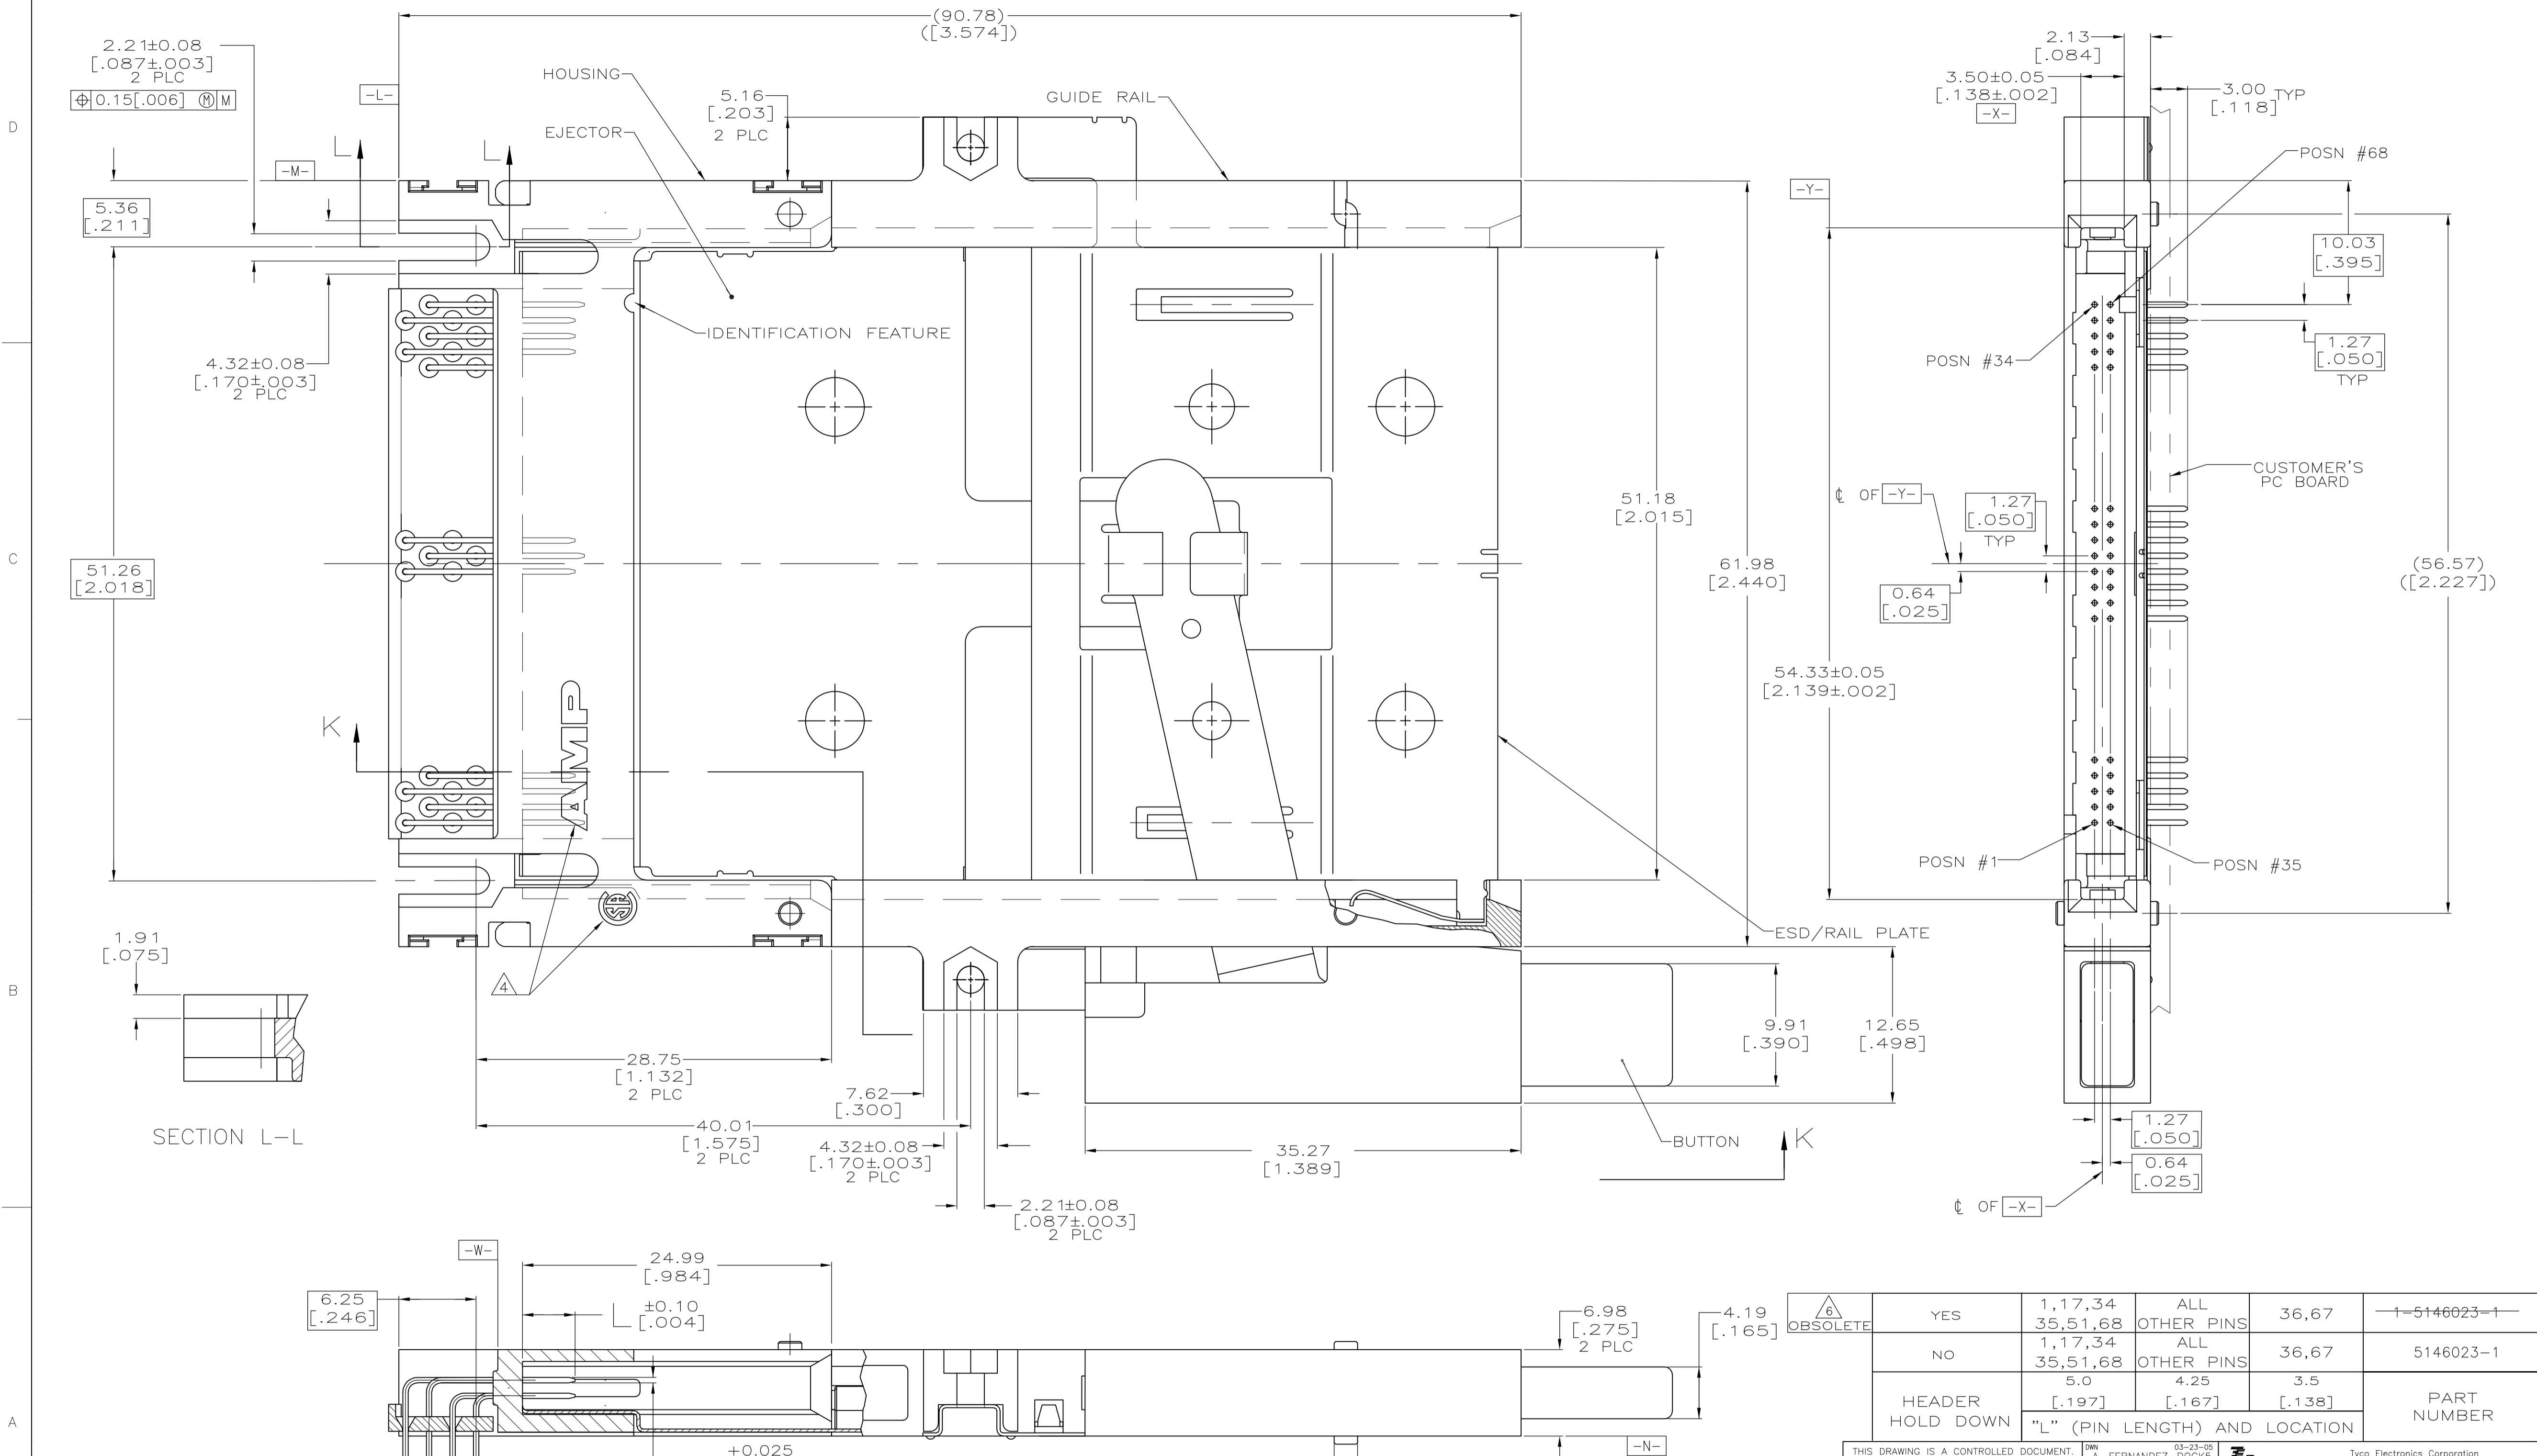 (90.78)
([3.574])
2.21±0.08
[.087±.003]
2 PLC
⌖ 0.15[.006] Ⓜ M
-L-
HOUSING
EJECTOR
5.16
[.203]
2 PLC
GUIDE RAIL
2.13
[.084]
3.50±0.05
[.138±.002]
-X-
3.00 TYP
[.118]
D
L
L
-M-
POSN #68
-Y-
5.36
[.211]
10.03
[.395]
IDENTIFICATION FEATURE
4.32±0.08
[.170±.003]
2 PLC
POSN #34
1.27
[.050]
TYP
CUSTOMER'S
PC BOARD
51.18
[2.015]
℄ OF -Y-
1.27
[.050]
TYP
C
51.26
[2.018]
61.98
[2.440]
0.64
[.025]
(56.57)
([2.227])
54.33±0.05
[2.139±.002]
K
AMP
POSN #1
POSN #35
1.91
[.075]
ESD/RAIL PLATE
4
B
9.91
[.390]
12.65
[.498]
28.75
[1.132]
2 PLC
7.62
[.300]
SECTION L-L
40.01
[1.575]
2 PLC
4.32±0.08
[.170±.003]
2 PLC
35.27
[1.389]
BUTTON
K
1.27
[.050]
0.64
[.025]
2.21±0.08
[.087±.003]
2 PLC
℄ OF -X-
-W-
24.99
[.984]
6.25
[.246]
L ±0.10
[.004]
6.98
[.275]
2 PLC
4.19
[.165]
6
OBSOLETE
YES
1,17,34
35,51,68
ALL
OTHER PINS
36,67
1-5146023-1
NO
1,17,34
35,51,68
ALL
OTHER PINS
36,67
5146023-1
HEADER
HOLD DOWN
5.0
[.197]
4.25
[.167]
3.5
[.138]
PART
NUMBER
"L" (PIN LENGTH) AND LOCATION
A
+0.025
-N-
THIS DRAWING IS A CONTROLLED DOCUMENT.
DWN
03-23-05
Tyco Electronics Corporation